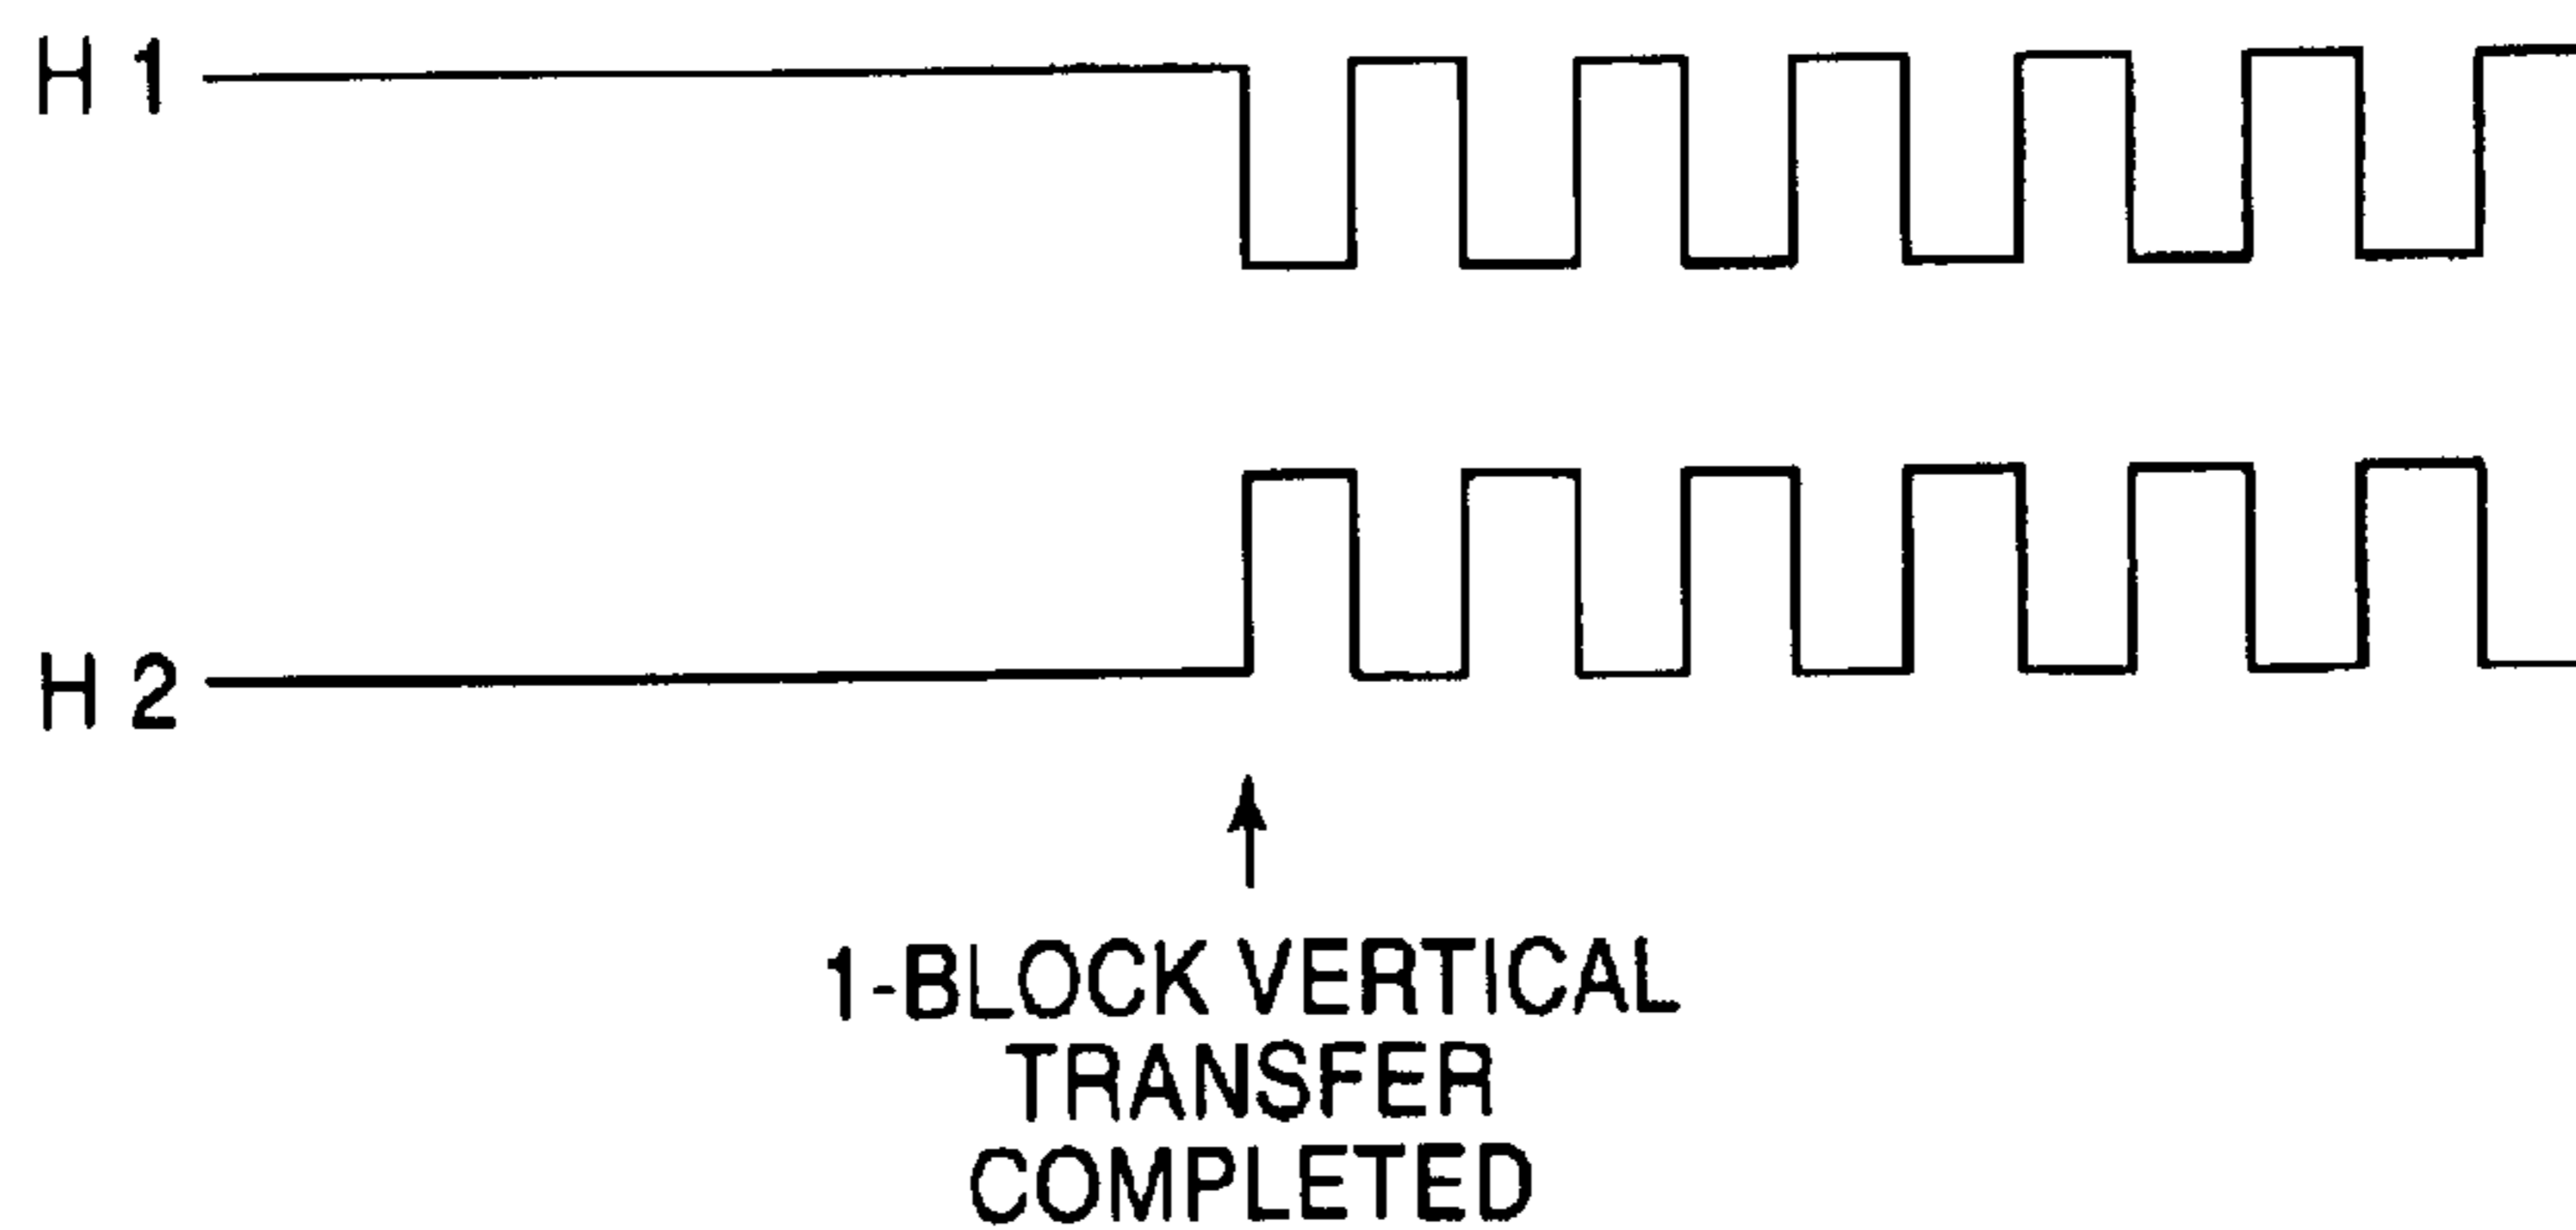 H 1
H 2
1-BLOCK VERTICAL
TRANSFER
COMPLETED